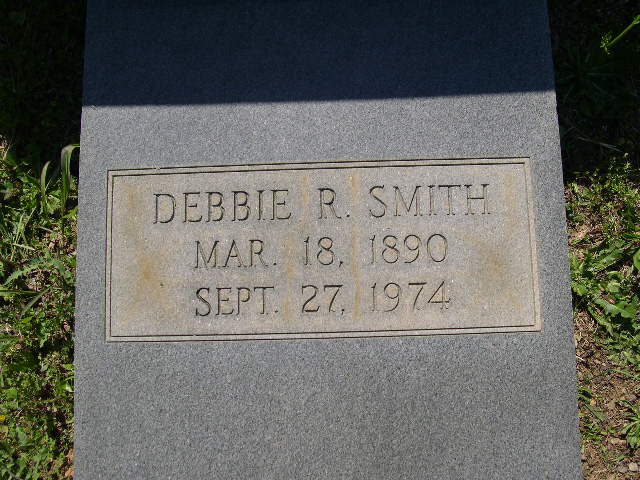 DEBBIE R. SMITH
MAR. 18, 1890
SEPT. 27, 1974